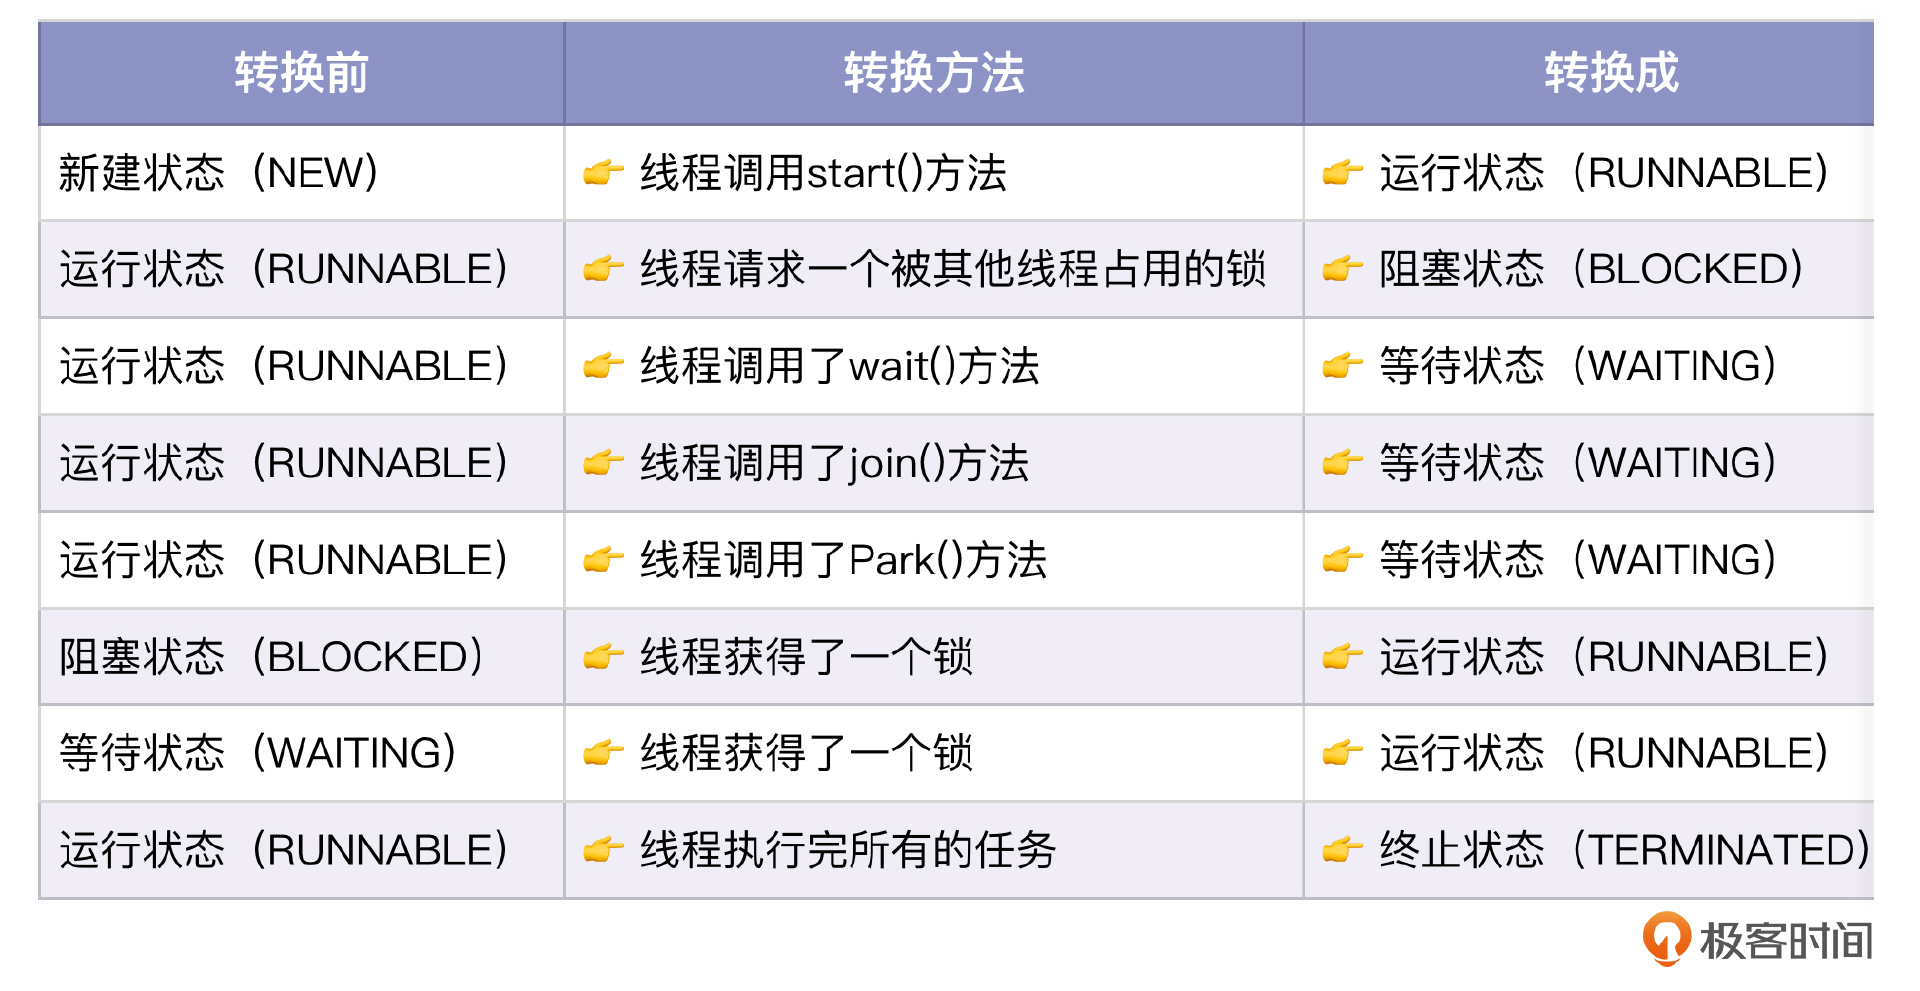 转换前 转换方法 转换成
新建状态（NEW） 👉 线程调用start()方法 👉 运行状态（RUNNABLE）
运行状态（RUNNABLE） 👉 线程请求一个被其他线程占用的锁 👉 阻塞状态（BLOCKED）
运行状态（RUNNABLE） 👉 线程调用了wait()方法 👉 等待状态（WAITING）
运行状态（RUNNABLE） 👉 线程调用了join()方法 👉 等待状态（WAITING）
运行状态（RUNNABLE） 👉 线程调用了Park()方法 👉 等待状态（WAITING）
阻塞状态（BLOCKED） 👉 线程获得了一个锁 👉 运行状态（RUNNABLE）
等待状态（WAITING） 👉 线程获得了一个锁 👉 运行状态（RUNNABLE）
运行状态（RUNNABLE） 👉 线程执行完所有的任务 👉 终止状态（TERMINATED）
极客时间